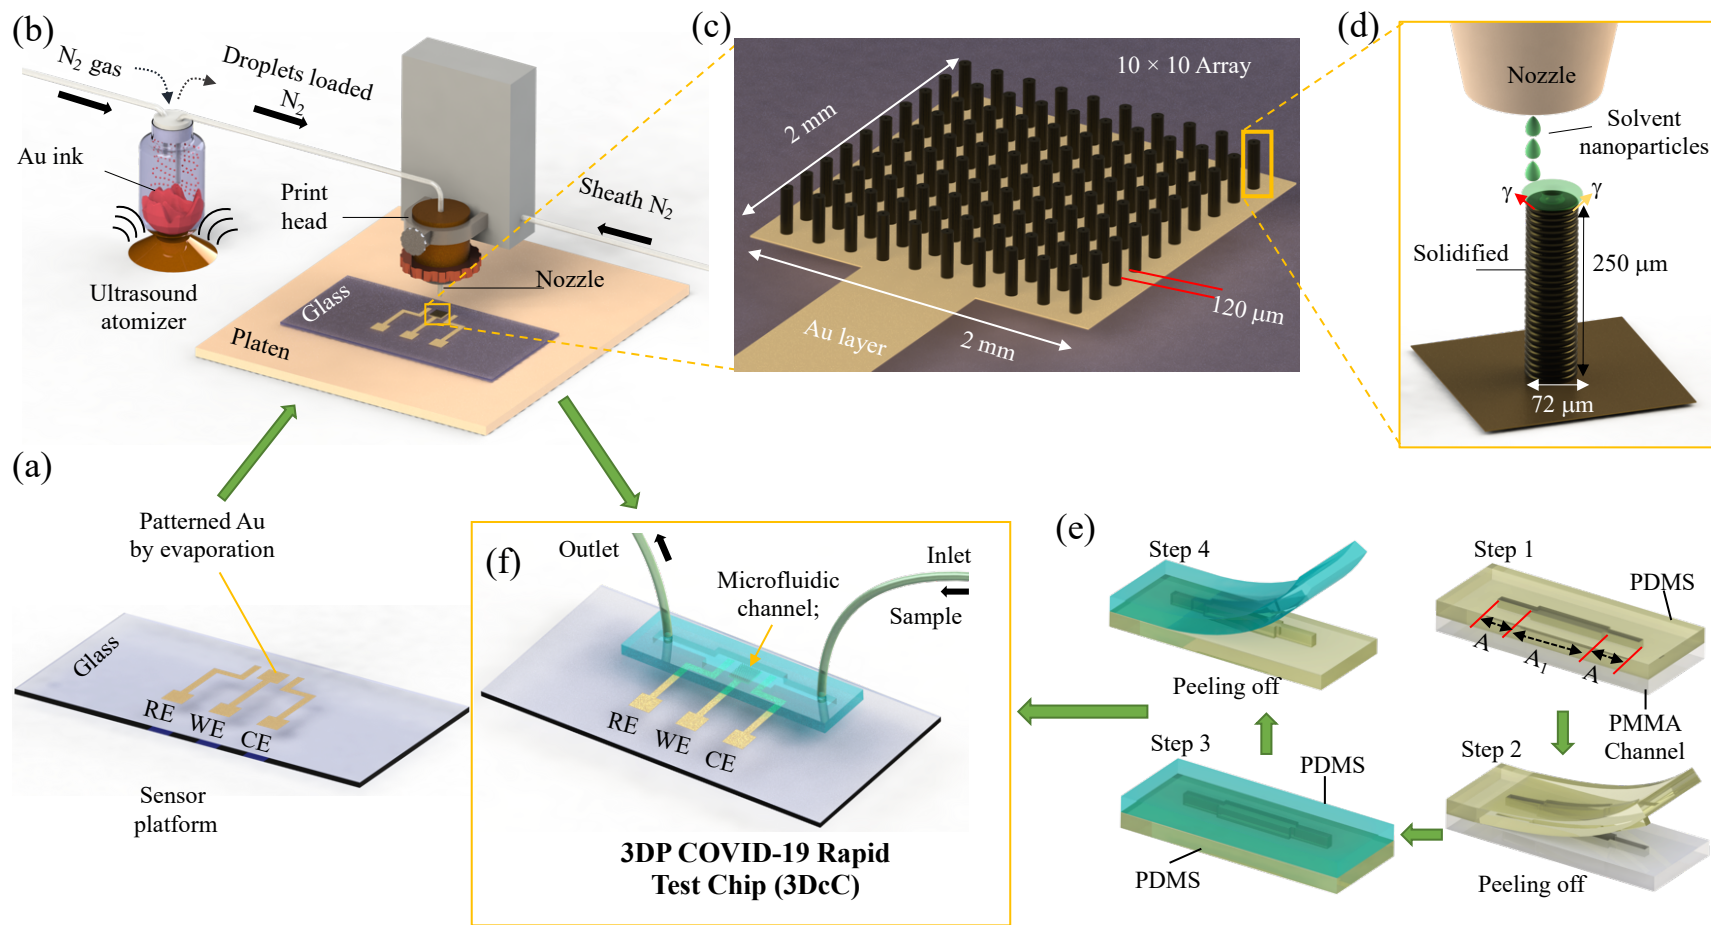 (b)
N₂ gas
Droplets loaded
N₂
Au ink
Print
head
Sheath N₂
Nozzle
Ultrasound
atomizer
Glass
Platen
(c)
10 × 10 Array
2 mm
120 μm
Au layer
2 mm
(d)
Nozzle
Solvent
nanoparticles
γ
γ
Solidified
250 μm
72 μm
(a)
Patterned Au
by evaporation
Glass
RE
WE
CE
Sensor
platform
(f)
Outlet
Inlet
Microfluidic
channel;
Sample
RE
WE
CE
3DP COVID-19 Rapid
Test Chip (3DcC)
(e)
Step 4
Peeling off
Step 1
PDMS
A
A₁
A
PMMA
Channel
Step 3
PDMS
PDMS
Step 2
Peeling off